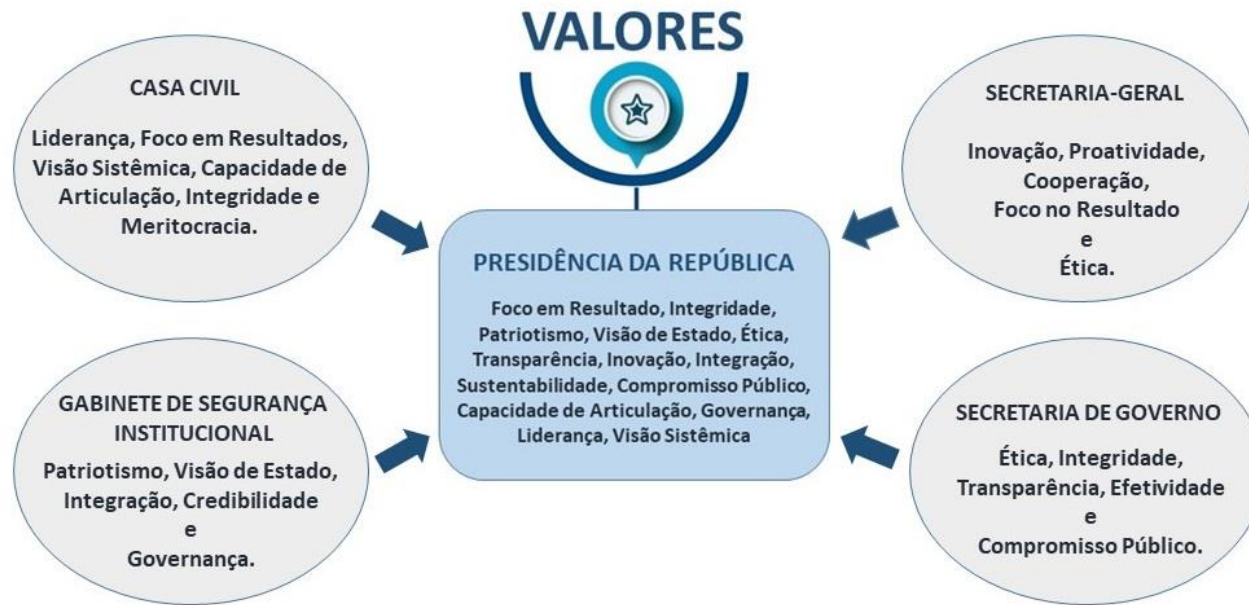 VALORES
CASA CIVIL
Liderança, Foco em Resultados,
Visão Sistêmica, Capacidade de
Articulação, Integridade e
Meritocracia.
SECRETARIA-GERAL
Inovação, Proatividade,
Cooperação,
Foco no Resultado
e
Ética.
PRESIDÊNCIA DA REPÚBLICA
Foco em Resultado, Integridade,
Patriotismo, Visão de Estado, Ética,
Transparência, Inovação, Integração,
Sustentabilidade, Compromisso Público,
Capacidade de Articulação, Governança,
Liderança, Visão Sistêmica
GABINETE DE SEGURANÇA
INSTITUCIONAL
Patriotismo, Visão de Estado,
Integração, Credibilidade
e
Governança.
SECRETARIA DE GOVERNO
Ética, Integridade,
Transparência, Efetividade
e
Compromisso Público.